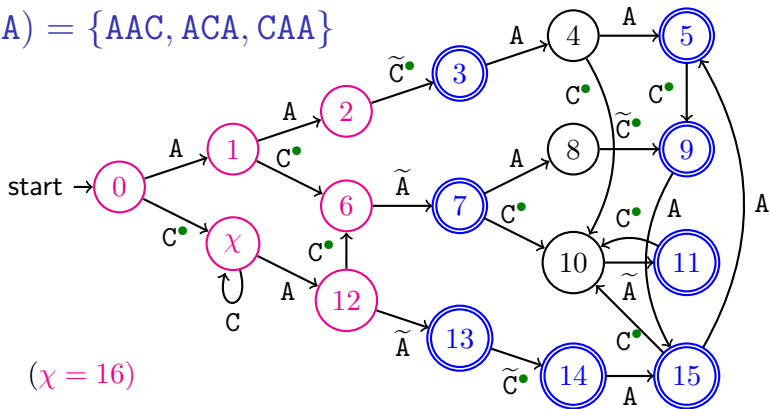 A) = {AAC, ACA, CAA}
A
4
A
5
C̃•
3
A
2
C•
C•
A
1
C•
C̃•
8
9
start
0
A
6
Ã
7
A
C•
A
C•
χ
C•
C•
10
Ã
11
A
C
A
12
Ã
13
C̃•
14
A
C•
15
(χ = 16)